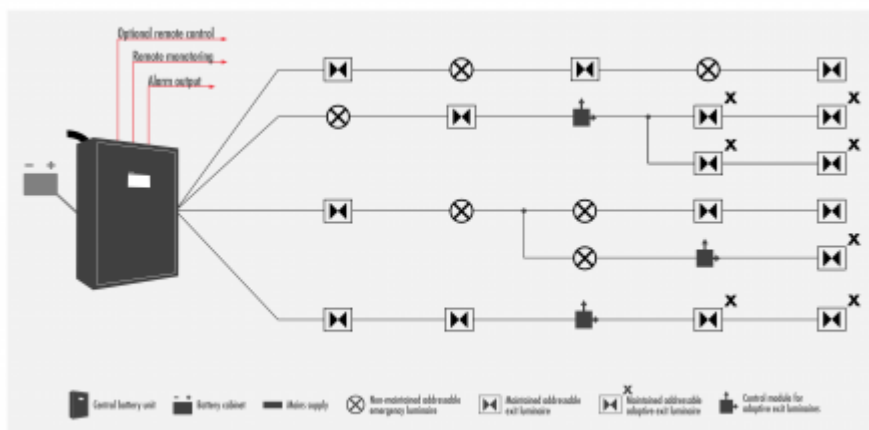 Optional remote control
Remote monotoring
Alarm output
- +
x x
x x
x
x x
- +
x
Central battery unit
Battery cabinet
Mains supply
Non-maintained addressable
emergency luminaire
Maintained addressable
exit luminaire
Maintained addressable
adaptive exit luminaire
Control module for
adaptive exit luminaires